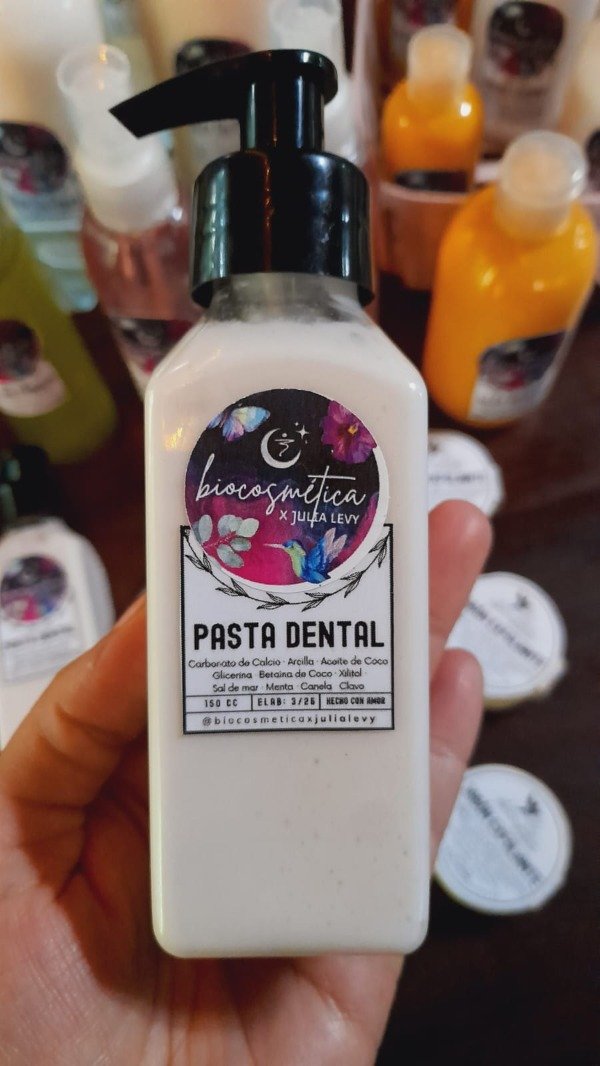 biocosmética
X JULIA LEVY
PASTA DENTAL
Carbonato de Calcio · Arcilla · Aceite de Coco
Glicerina · Betaina de Coco · Xilitol
Sal de mar · Menta · Canela · Clavo
150 CC ELAB: 3/25 HECHO CON AMOR
@biocosmeticaxjulialevy